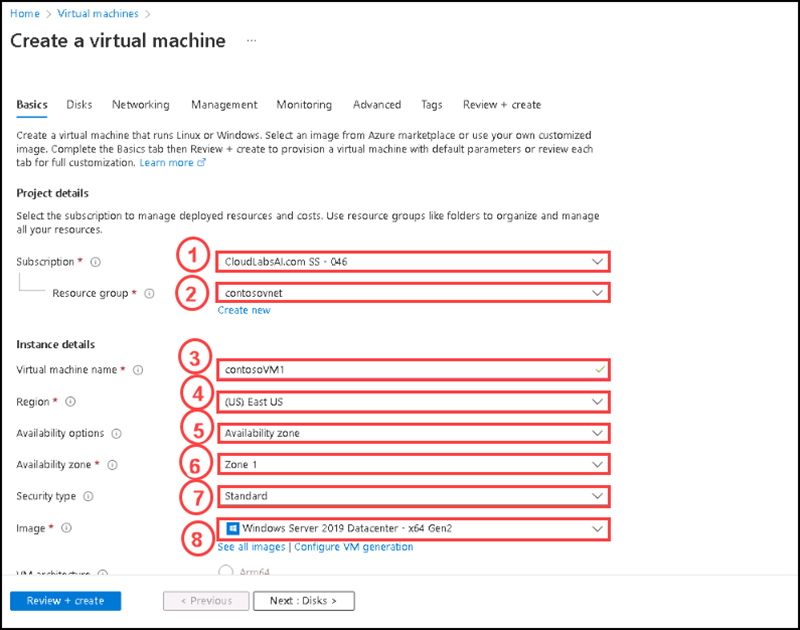 Home > Virtual machines >
Create a virtual machine ...
Basics Disks Networking Management Monitoring Advanced Tags Review + create
Create a virtual machine that runs Linux or Windows. Select an image from Azure marketplace or use your own customized
image. Complete the Basics tab then Review + create to provision a virtual machine with default parameters or review each
tab for full customization. Learn more
Project details
Select the subscription to manage deployed resources and costs. Use resource groups like folders to organize and manage
all your resources.
Subscription * 1 CloudLabsAI.com SS - 046
Resource group * 2 contosovnet
Create new
Instance details
Virtual machine name * 3 contosoVM1
Region * 4 (US) East US
Availability options 5 Availability zone
Availability zone * 6 Zone 1
Security type 7 Standard
Image * 8 Windows Server 2019 Datacenter - x64 Gen2
See all images | Configure VM generation
VM architecture Arm64
Review + create < Previous Next : Disks >